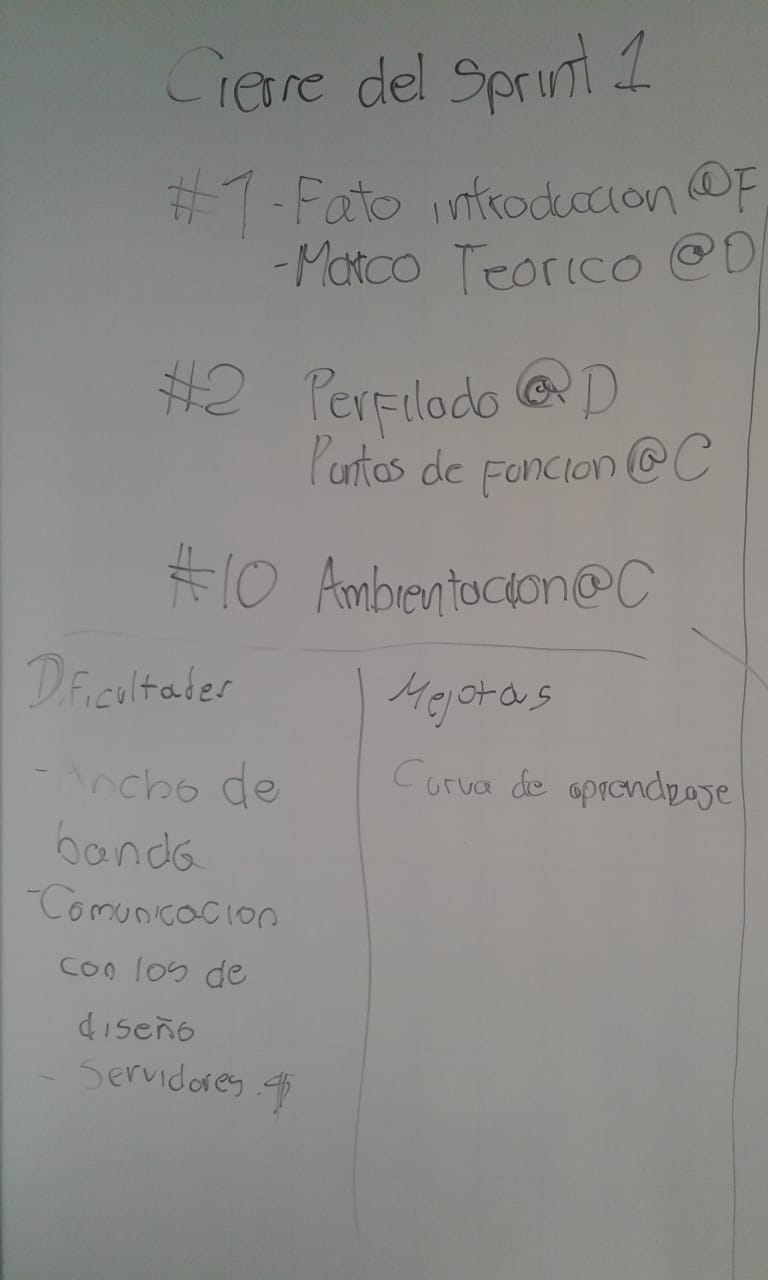 Cierre del Sprint 1
#1 - Fato introduccion @F
- Marco Teorico @D
#2 Perfilado @D
Puntos de Funcion @C
#10 Ambientacion @C
Dificultades
- Ancho de
banda
- Comunicacion
con los de
diseño
- Servidores.
Mejoras
Curva de aprendizaje